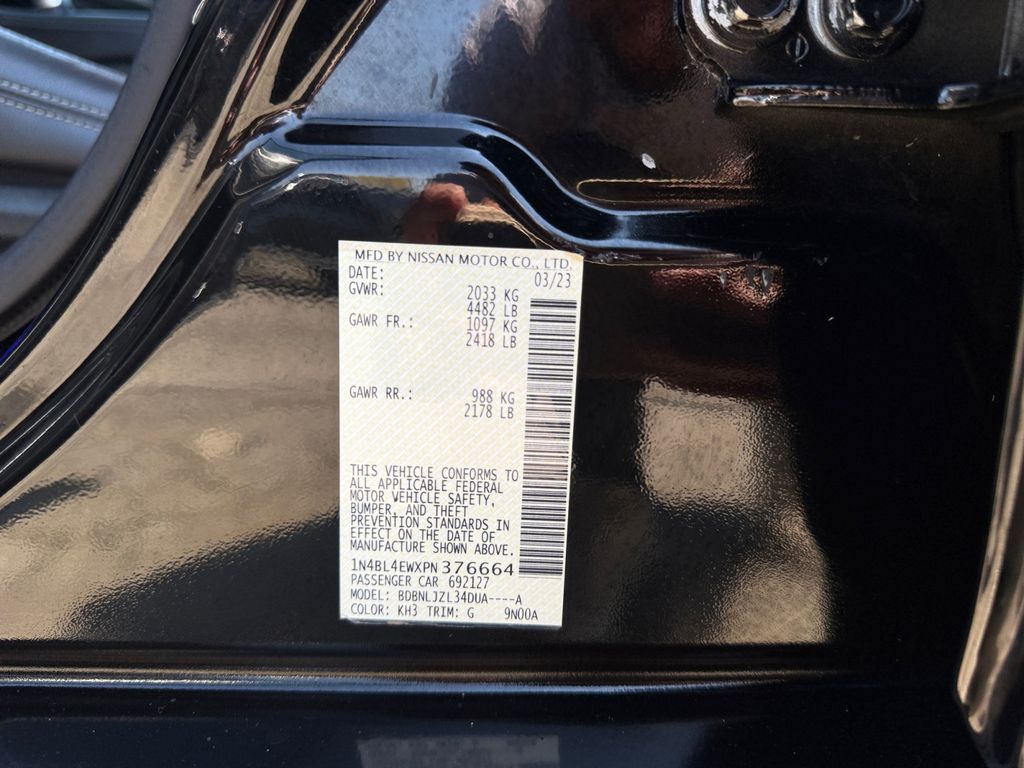 MFD BY NISSAN MOTOR CO., LTD.
DATE: 03/23
GVWR: 2033 KG
4482 LB
GAWR FR.: 1097 KG
2418 LB
GAWR RR.: 988 KG
2178 LB
THIS VEHICLE CONFORMS TO
ALL APPLICABLE FEDERAL
MOTOR VEHICLE SAFETY,
BUMPER, AND THEFT
PREVENTION STANDARDS IN
EFFECT ON THE DATE OF
MANUFACTURE SHOWN ABOVE.
1N4BL4EWXPN376664
PASSENGER CAR 692127
MODEL: BDBNLJZL34DUA----A
COLOR: KH3 TRIM: G 9N00A